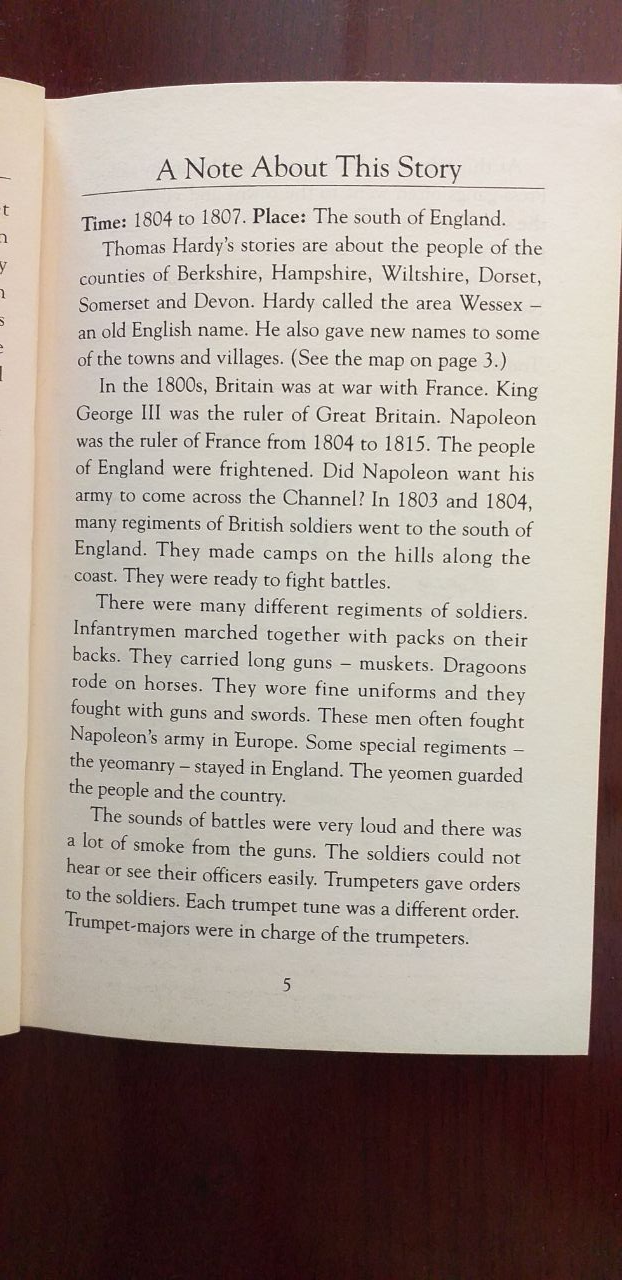 A Note About This Story
Time: 1804 to 1807. Place: The south of England.
Thomas Hardy's stories are about the people of the
counties of Berkshire, Hampshire, Wiltshire, Dorset,
Somerset and Devon. Hardy called the area Wessex –
an old English name. He also gave new names to some
of the towns and villages. (See the map on page 3.)
In the 1800s, Britain was at war with France. King
George III was the ruler of Great Britain. Napoleon
was the ruler of France from 1804 to 1815. The people
of England were frightened. Did Napoleon want his
army to come across the Channel? In 1803 and 1804,
many regiments of British soldiers went to the south of
England. They made camps on the hills along the
coast. They were ready to fight battles.
There were many different regiments of soldiers.
Infantrymen marched together with packs on their
backs. They carried long guns – muskets. Dragoons
rode on horses. They wore fine uniforms and they
fought with guns and swords. These men often fought
Napoleon's army in Europe. Some special regiments –
the yeomanry – stayed in England. The yeomen guarded
the people and the country.
The sounds of battles were very loud and there was
a lot of smoke from the guns. The soldiers could not
hear or see their officers easily. Trumpeters gave orders
to the soldiers. Each trumpet tune was a different order.
Trumpet-majors were in charge of the trumpeters.
5